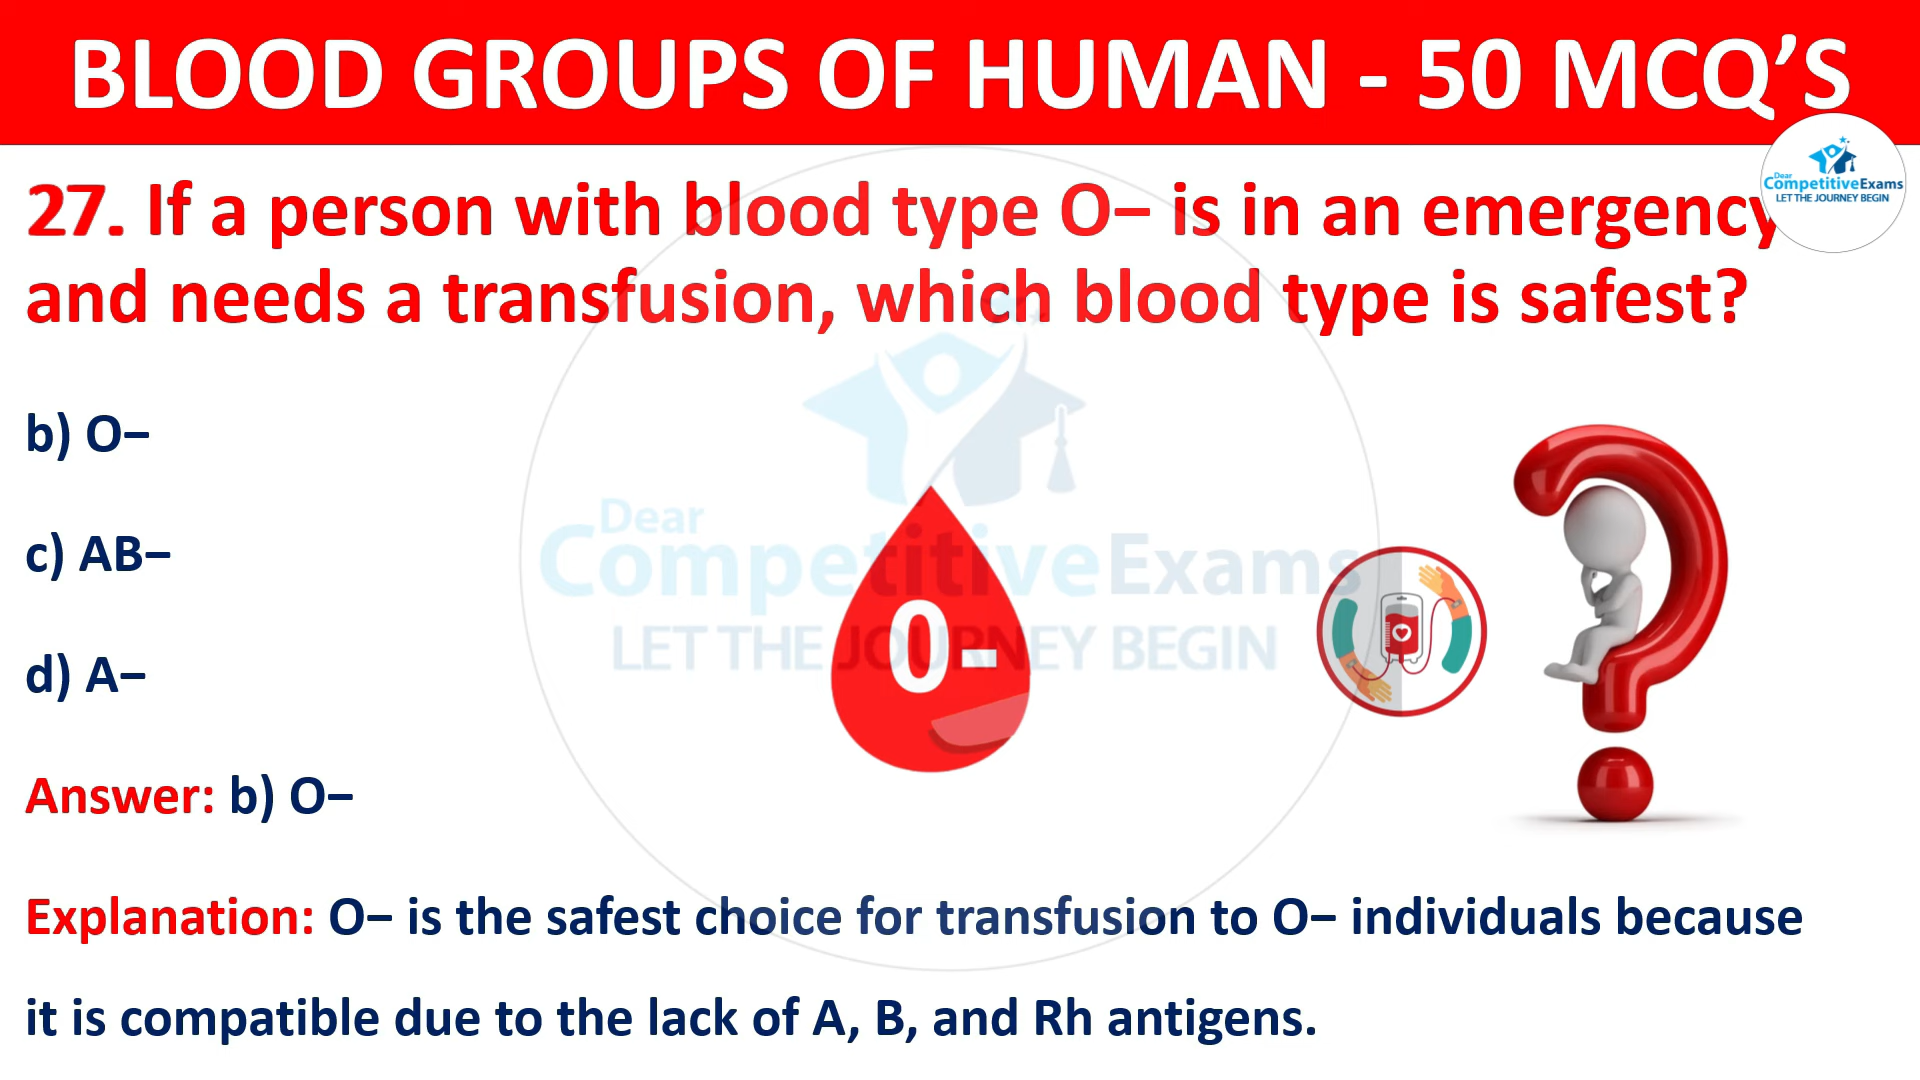 BLOOD GROUPS OF HUMAN - 50 MCQ’S
Dear
CompetitiveExams
LET THE JOURNEY BEGIN
27. If a person with blood type O– is in an emergency
and needs a transfusion, which blood type is safest?
b) O–
c) AB–
d) A–
Dear
CompetitiveExams
LET THE JOURNEY BEGIN
O-
Answer: b) O–
Explanation: O– is the safest choice for transfusion to O– individuals because
it is compatible due to the lack of A, B, and Rh antigens.